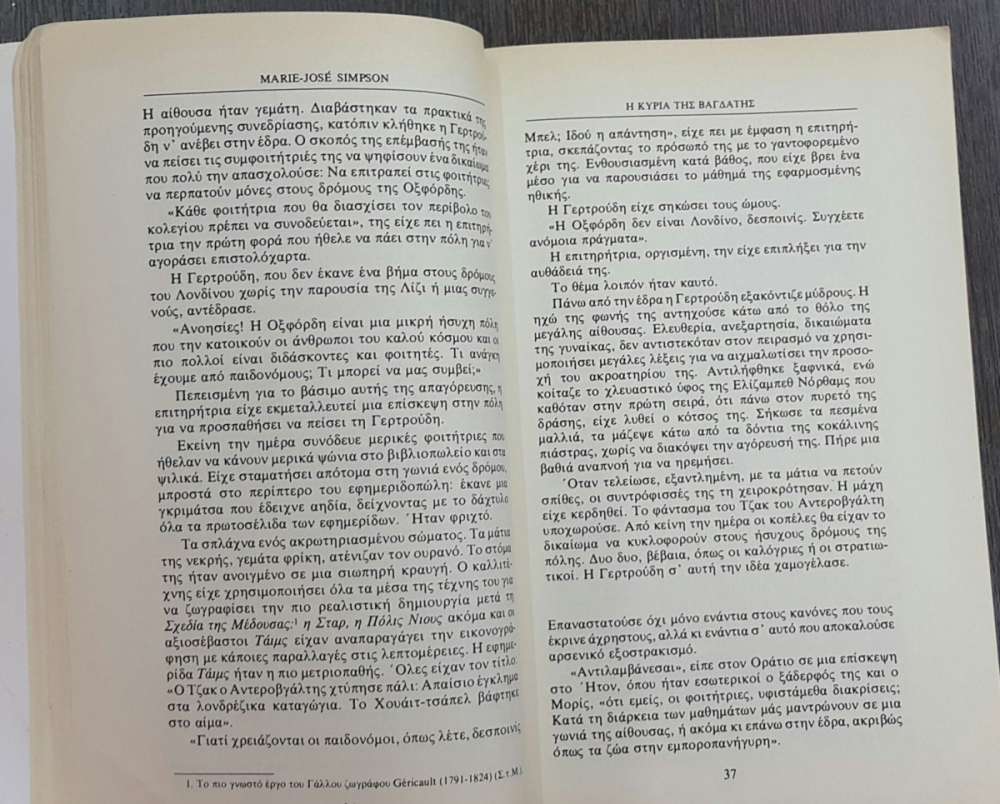 MARIE-JOSÉ SIMPSON
Η αίθουσα ήταν γεμάτη. Διαβάστηκαν τα πρακτικά της
προηγούμενης συνεδρίασης, κατόπιν κλήθηκε η Γερτρού-
δη ν' ανέβει στην έδρα. Ο σκοπός της επέμβασής της ήταν
να πείσει τις συμφοιτήτριές της να ψηφίσουν ένα δικαίωμα
που πολύ την απασχολούσε: Να επιτραπεί στις φοιτήτριες
να περπατούν μόνες στους δρόμους της Οξφόρδης.
«Κάθε φοιτήτρια που θα διασχίσει τον περίβολο του
κολεγίου πρέπει να συνοδεύεται», της είχε πει η επιτηρή-
τρια την πρώτη φορά που ήθελε να πάει στην πόλη για ν'
αγοράσει επιστολόχαρτα.
Η Γερτρούδη, που δεν έκανε ένα βήμα στους δρόμους
του Λονδίνου χωρίς την παρουσία της Λίζι ή μιας συγγε-
νούς, αντέδρασε.
«Ανοησίες! Η Οξφόρδη είναι μια μικρή ήσυχη πόλη
που την κατοικούν οι άνθρωποι του καλού κόσμου και οι
πιο πολλοί είναι διδάσκοντες και φοιτητές. Τι ανάγκη
έχουμε από παιδονόμους; Τι μπορεί να μας συμβεί;»
Πεπεισμένη για το βάσιμο αυτής της απαγόρευσης, η
επιτηρήτρια είχε εκμεταλλευτεί μια επίσκεψη στην πόλη
για να προσπαθήσει να πείσει τη Γερτρούδη.
Εκείνη την ημέρα συνόδευε μερικές φοιτήτριες που
ήθελαν να κάνουν μερικά ψώνια στο βιβλιοπωλείο και στα
ψιλικά. Είχε σταματήσει απότομα στη γωνιά ενός δρόμου,
μπροστά στο περίπτερο του εφημεριδοπώλη: έκανε μια
γκριμάτσα που έδειχνε αηδία, δείχνοντας με το δάχτυλο
όλα τα πρωτοσέλιδα των εφημερίδων. Ήταν φριχτό.
Τα σπλάχνα ενός ακρωτηριασμένου σώματος. Τα μάτια
της νεκρής, γεμάτα φρίκη, ατένιζαν τον ουρανό. Το στόμα
της ήταν ανοιγμένο σε μια σιωπηρή κραυγή. Ο καλλιτέ-
χνης είχε χρησιμοποιήσει όλα τα μέσα της τέχνης του για
να ζωγραφίσει την πιο ρεαλιστική δημιουργία μετά τη
Σχεδία της Μέδουσας:¹ η Σταρ, η Πόλις Νιους ακόμα και οι
αξιοσέβαστοι Τάιμς είχαν αναπαραγάγει την εικονογρά-
φηση με κάποιες παραλλαγές στις λεπτομέρειες. Η εφημε-
ρίδα Τάιμς ήταν η πιο μετριοπαθής. Όλες είχαν τον τίτλο:
«Ο Τζακ ο Αντεροβγάλτης χτύπησε πάλι: Απαίσιο έγκλημα
στα λονδρέζικα καταγώγια. Το Χουάιτ-τσάπελ βάφτηκε
στο αίμα».
«Γιατί χρειάζονται οι παιδονόμοι, όπως λέτε, δεσποινίς
1. Το πιο γνωστό έργο του Γάλλου ζωγράφου Géricault (1791-1824) (Σ.τ.Μ.).
Η ΚΥΡΙΑ ΤΗΣ ΒΑΓΔΑΤΗΣ
Μπελ; Ιδού η απάντηση», είχε πει με έμφαση η επιτηρή-
τρια, σκεπάζοντας το πρόσωπό της με το γαντοφορεμένο
χέρι της. Ενθουσιασμένη κατά βάθος, που είχε βρει ένα
μέσο για να παρουσιάσει το μάθημά της εφαρμοσμένης
ηθικής.
Η Γερτρούδη είχε σηκώσει τους ώμους.
«Η Οξφόρδη δεν είναι Λονδίνο, δεσποινίς. Συγχέετε
ανόμοια πράγματα».
Η επιτηρήτρια, οργισμένη, την είχε επιπλήξει για την
αυθάδειά της.
Το θέμα λοιπόν ήταν καυτό.
Πάνω από την έδρα η Γερτρούδη εξακόντιζε μύδρους. Η
ηχώ της φωνής της αντηχούσε κάτω από το θόλο της
μεγάλης αίθουσας. Ελευθερία, ανεξαρτησία, δικαιώματα
της γυναίκας, δεν αντιστεκόταν στον πειρασμό να χρησι-
μοποιήσει μεγάλες λέξεις για να αιχμαλωτίσει την προσο-
χή του ακροατηρίου της. Αντιλήφθηκε ξαφνικά, ενώ
κοίταζε το χλευαστικό ύφος της Ελίζαμπεθ Νόρθαμς που
καθόταν στην πρώτη σειρά, ότι πάνω στον πυρετό της
δράσης, είχε λυθεί ο κότσος της. Σήκωσε τα πεσμένα
μαλλιά, τα μάζεψε κάτω από τα δόντια της κοκάλινης
πιάστρας, χωρίς να διακόψει την αγόρευσή της. Πήρε μια
βαθιά αναπνοή για να ηρεμήσει.
Όταν τελείωσε, εξαντλημένη, με τα μάτια να πετούν
σπίθες, οι συντρόφισσές της τη χειροκρότησαν. Η μάχη
είχε κερδηθεί. Το φάντασμα του Τζακ του Αντεροβγάλτη
υποχωρούσε. Από κείνη την ημέρα οι κοπέλες θα είχαν το
δικαίωμα να κυκλοφορούν στους ήσυχους δρόμους της
πόλης. Δυο δυο, βέβαια, όπως οι καλόγριες ή οι στρατιω-
τικοί. Η Γερτρούδη σ' αυτή την ιδέα χαμογέλασε.
Επαναστατούσε όχι μόνο ενάντια στους κανόνες που τους
έκρινε άχρηστους, αλλά κι ενάντια σ' αυτό που αποκαλούσε
αρσενικό εξοστρακισμό.
«Αντιλαμβάνεσαι», είπε στον Οράτιο σε μια επίσκεψη
στο Ήτον, όπου ήταν εσωτερικοί ο ξάδερφός της και ο
Μορίς, «ότι εμείς, οι φοιτήτριες, υφιστάμεθα διακρίσεις;
Κατά τη διάρκεια των μαθημάτων μάς μαντρώνουν σε μια
γωνιά της αίθουσας, ή ακόμα κι επάνω στην έδρα, ακριβώς
όπως τα ζώα στην εμποροπανήγυρη».
37